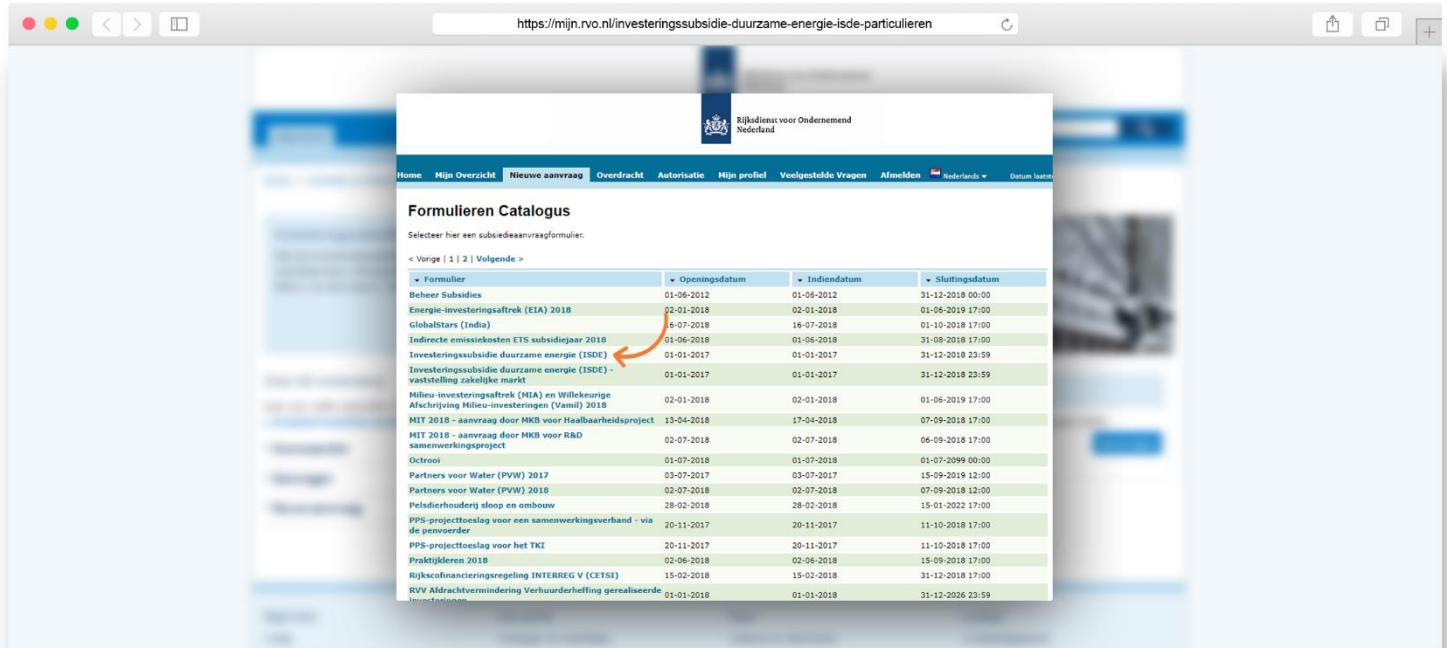 https://mijn.rvo.nl/investeringssubsidie-duurzame-energie-isde-particulieren
Rijksdienst voor Ondernemend
Nederland
Home Mijn Overzicht Nieuwe aanvraag Overdracht Autorisatie Mijn profiel Veelgestelde Vragen Afmelden Nederlands Datum laatst
Formulieren Catalogus
Selecteer hier een subsidieaanvraagformulier.
< Vorige | 1 | 2 | Volgende >
Formulier Openingsdatum Indiendatum Sluitingsdatum
Beheer Subsidies 01-06-2012 01-06-2012 31-12-2018 00:00
Energie-investeringsaftrek (EIA) 2018 02-01-2018 02-01-2018 01-06-2019 17:00
GlobalStars (India) 16-07-2018 16-07-2018 01-10-2018 17:00
Indirecte emissiekosten ETS subsidiejaar 2018 01-06-2018 01-06-2018 31-08-2018 17:00
Investeringssubsidie duurzame energie (ISDE) 01-01-2017 01-01-2017 31-12-2018 23:59
Investeringssubsidie duurzame energie (ISDE) -
vaststelling zakelijke markt 01-01-2017 01-01-2017 31-12-2018 23:59
Milieu-investeringsaftrek (MIA) en Willekeurige
Afschrijving Milieu-investeringen (Vamil) 2018 02-01-2018 02-01-2018 01-06-2019 17:00
MIT 2018 - aanvraag door MKB voor Haalbaarheidsproject 13-04-2018 17-04-2018 07-09-2018 17:00
MIT 2018 - aanvraag door MKB voor R&D
samenwerkingsproject 02-07-2018 02-07-2018 06-09-2018 17:00
Octrooi 01-07-2018 01-07-2018 01-07-2099 00:00
Partners voor Water (PVW) 2017 03-07-2017 03-07-2017 15-09-2019 12:00
Partners voor Water (PVW) 2018 02-07-2018 02-07-2018 07-09-2018 12:00
Pelsdierhouderij sloop en ombouw 28-02-2018 28-02-2018 15-01-2022 17:00
PPS-projecttoeslag voor een samenwerkingsverband - via
de penvoerder 20-11-2017 20-11-2017 11-10-2018 17:00
PPS-projecttoeslag voor het TKI 20-11-2017 20-11-2017 11-10-2018 17:00
Praktijkleren 2018 02-06-2018 02-06-2018 15-09-2018 17:00
Rijkscofinancieringsregeling INTERREG V (CETSI) 15-02-2018 15-02-2018 31-12-2018 17:00
RVV Afdrachtvermindering Verhuurderheffing gerealiseerde 01-01-2018 01-01-2018 31-12-2026 23:59